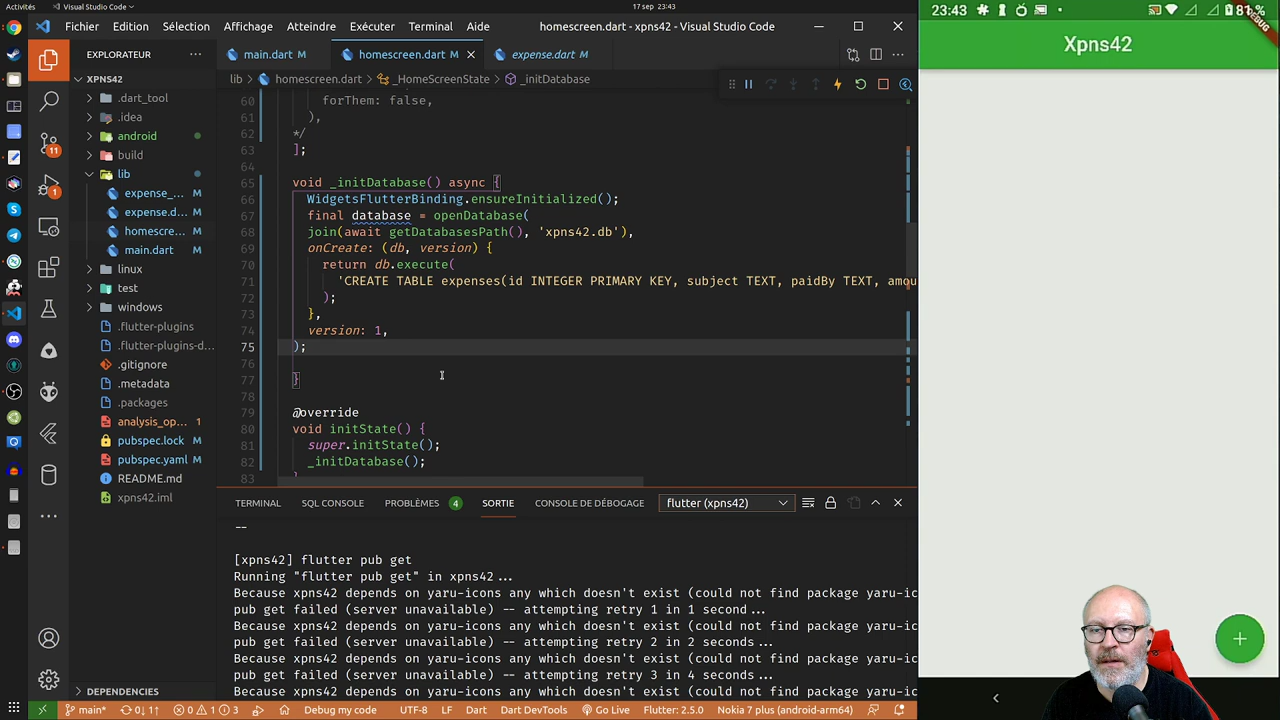 Activités
Visual Studio Code
17 sep 23:43
Fichier Édition Sélection Affichage Atteindre Exécuter Terminal Aide
homescreen.dart - xpns42 - Visual Studio Code
EXPLORATEUR
main.dart M
homescreen.dart M
expense.dart M
XPNS42
lib > homescreen.dart > _HomeScreenState > _initDatabase
.dart_tool
.idea
android
build
lib
expense_... M
expense.d... M
homescre... M
main.dart M
linux
test
windows
.flutter-plugins
.flutter-plugins-d...
.gitignore
.metadata
.packages
analysis_op... 1
pubspec.lock M
pubspec.yaml M
README.md
xpns42.iml
11
1
DEPENDENCIES
60 forThem: false,
61 ),
62 */
63 ];
64
65 void _initDatabase() async {
66 WidgetsFlutterBinding.ensureInitialized();
67 final database = openDatabase(
68 join(await getDatabasesPath(), 'xpns42.db'),
69 onCreate: (db, version) {
70 return db.execute(
71 'CREATE TABLE expenses(id INTEGER PRIMARY KEY, subject TEXT, paidBy TEXT, amou
72 );
73 },
74 version: 1,
75 );
76
77 }
78
79 @override
80 void initState() {
81 super.initState();
82 _initDatabase();
83 }
TERMINAL SQL CONSOLE PROBLÈMES 4 SORTIE CONSOLE DE DÉBOGAGE
flutter (xpns42)
--
[xpns42] flutter pub get
Running "flutter pub get" in xpns42...
Because xpns42 depends on yaru-icons any which doesn't exist (could not find package yaru-ic
pub get failed (server unavailable) -- attempting retry 1 in 1 second...
Because xpns42 depends on yaru-icons any which doesn't exist (could not find package yaru-ic
pub get failed (server unavailable) -- attempting retry 2 in 2 seconds...
Because xpns42 depends on yaru-icons any which doesn't exist (could not find package yaru-ic
pub get failed (server unavailable) -- attempting retry 3 in 4 seconds...
Because xpns42 depends on yaru-icons any which doesn't exist (could not find package yaru-ic
main* 0↓ 1↑ 0 1 3 Debug my code UTF-8 LF Dart Dart DevTools Go Live Flutter: 2.5.0 Nokia 7 plus (android-arm64)
23:43
81 %
DEBUG
Xpns42